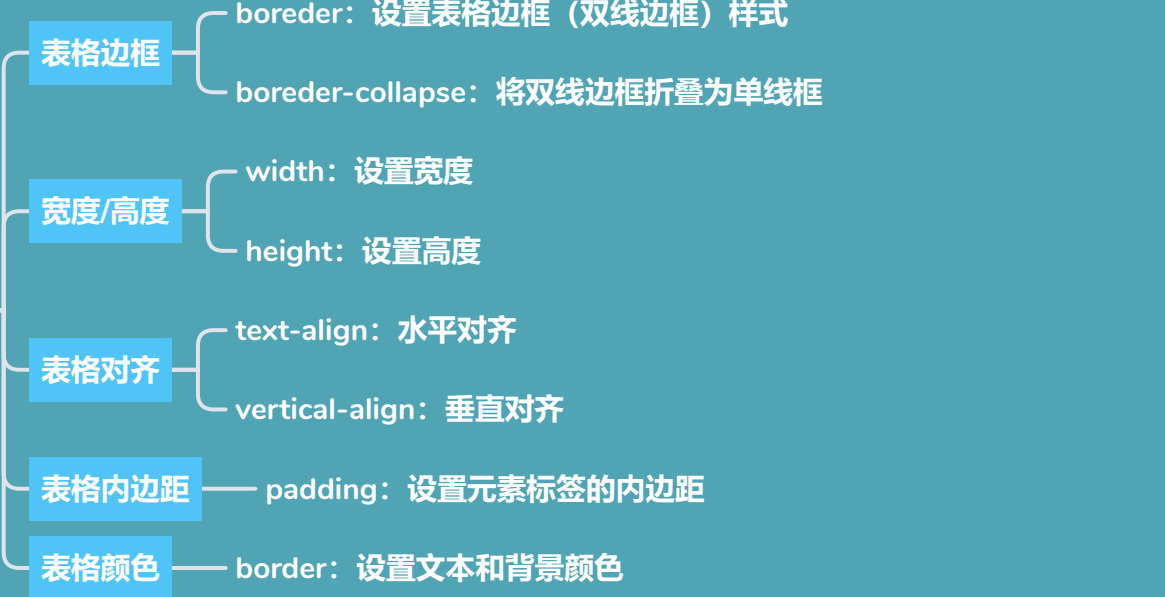 表格边框
boreder：设置表格边框（双线边框）样式
boreder-collapse：将双线边框折叠为单线框
宽度/高度
width：设置宽度
height：设置高度
表格对齐
text-align：水平对齐
vertical-align：垂直对齐
表格内边距
padding：设置元素标签的内边距
表格颜色
border：设置文本和背景颜色